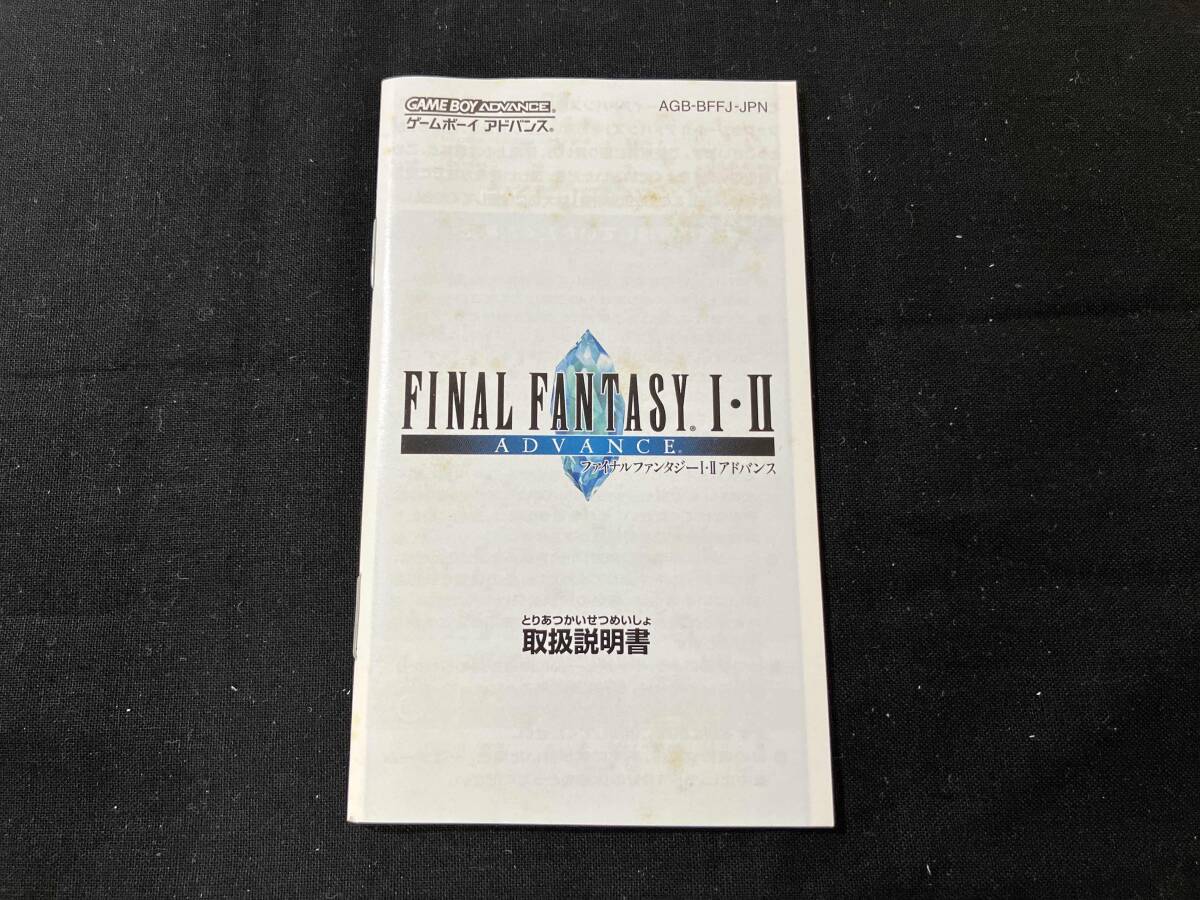 GAME BOY ADVANCE®
ゲームボーイ アドバンス®
AGB-BFFJ-JPN
FINAL FANTASY® I・II
ADVANCE®
ファイナルファンタジーI・IIアドバンス
とりあつかいせつめいしょ
取扱説明書